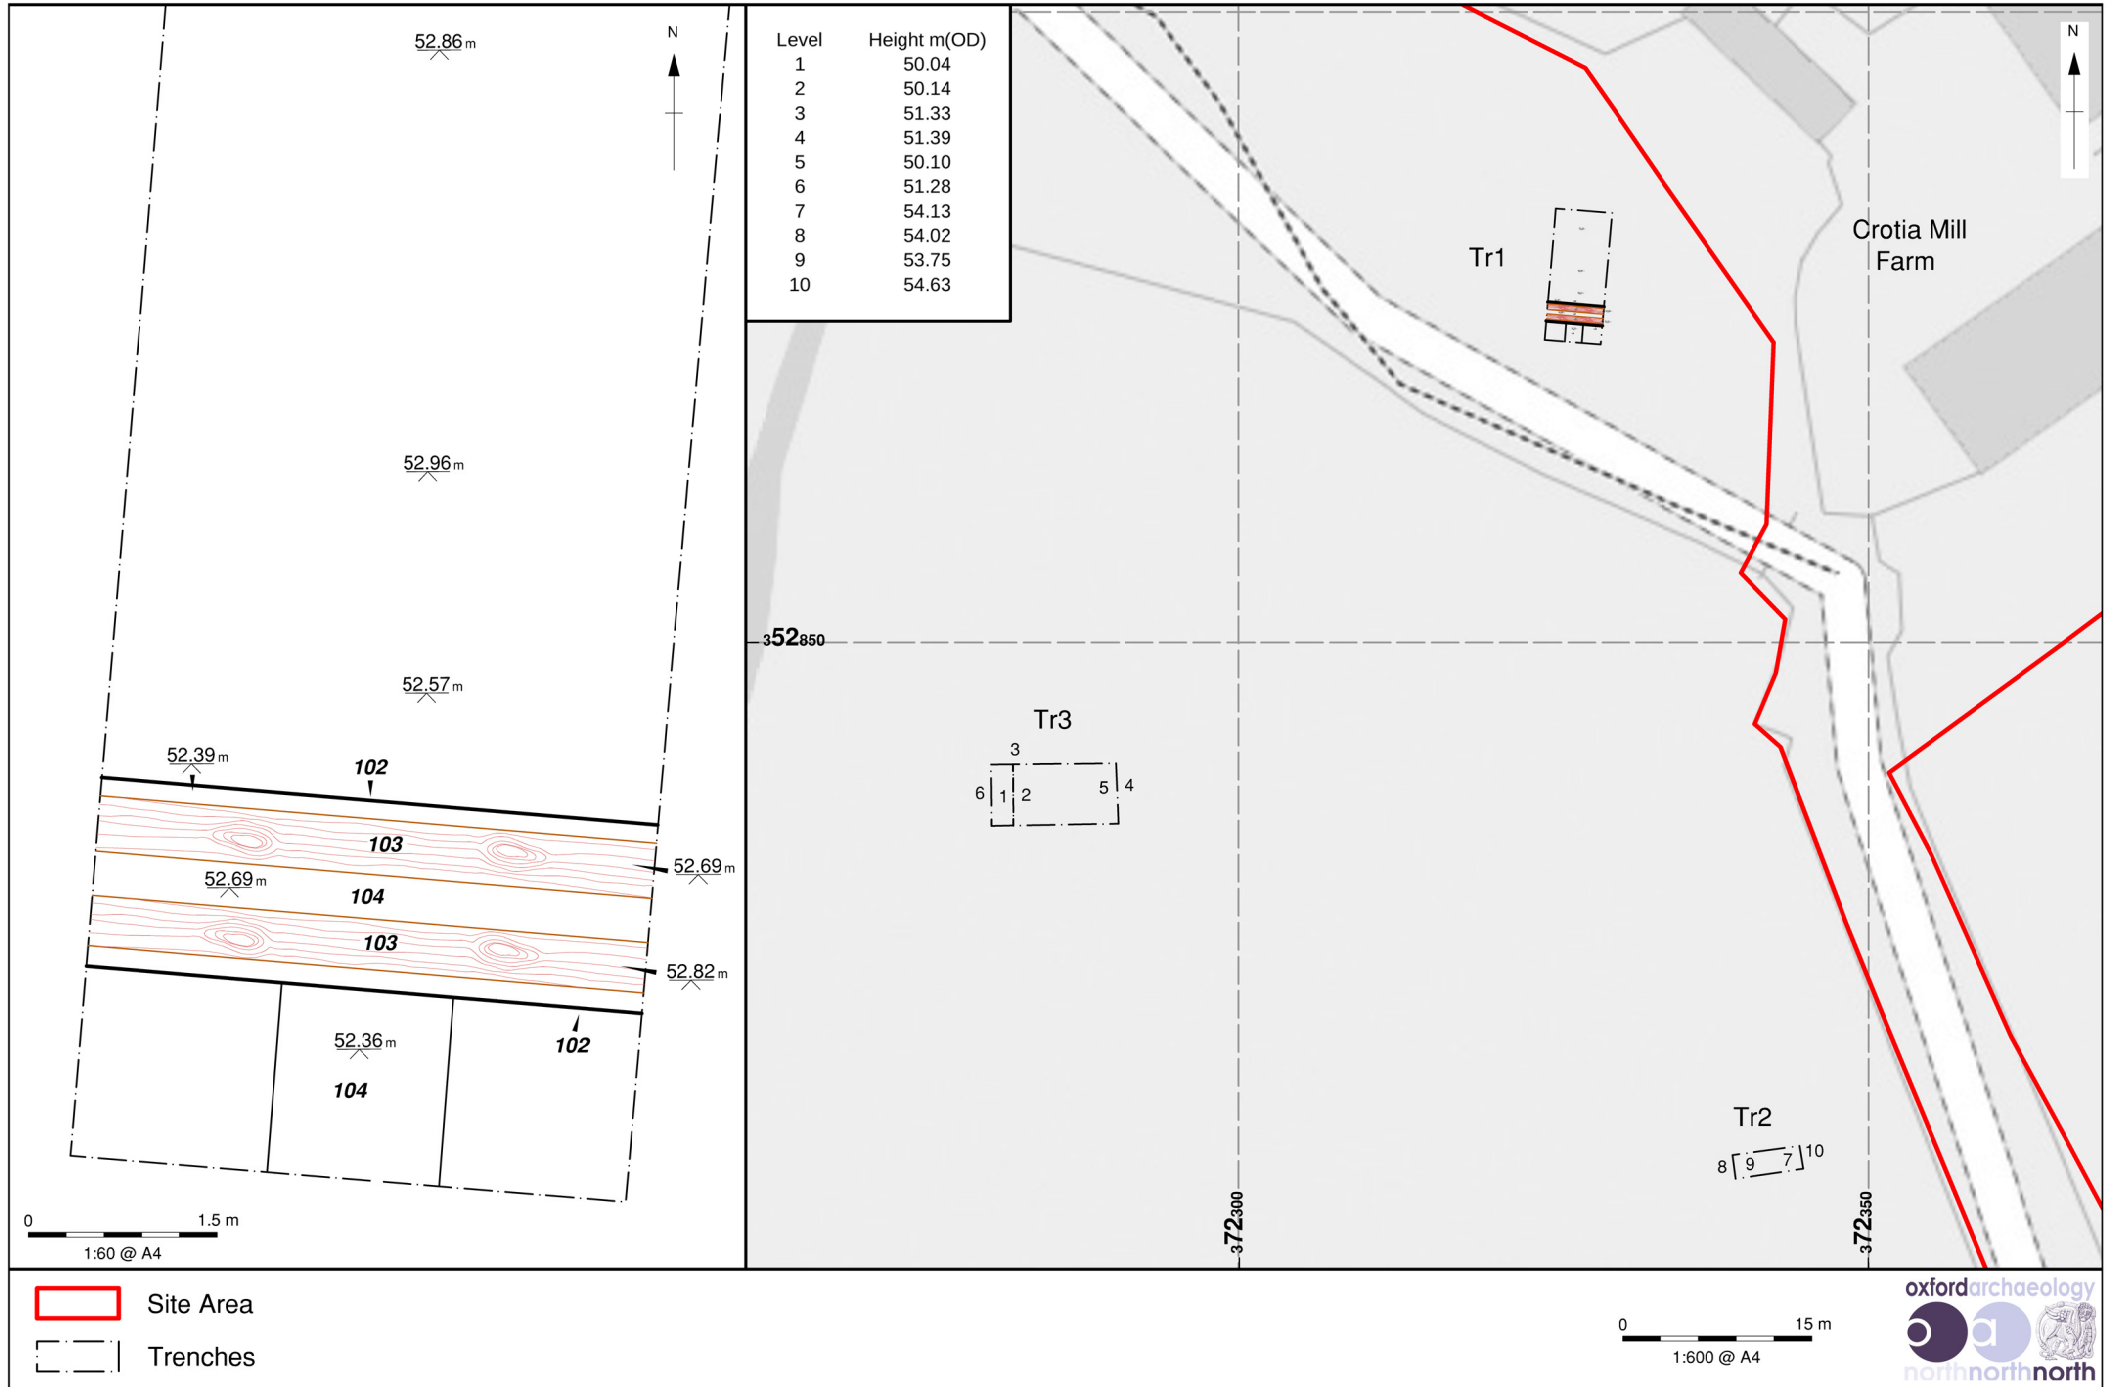 52.86 m
N
52.96 m
52.57 m
52.39 m
102
103
52.69 m
52.69 m
104
103
52.82 m
52.36 m
102
104
0 1.5 m
1:60 @ A4
Level Height m(OD)
1 50.04
2 50.14
3 51.33
4 51.39
5 50.10
6 51.28
7 54.13
8 54.02
9 53.75
10 54.63
N
Tr1
Crotia Mill
Farm
352850
Tr3
3
6 1 2 5 4
Tr2
8 9 7 10
372300
372350
Site Area
Trenches
0 15 m
1:600 @ A4
oxfordarchaeology
oa
northnorthnorth